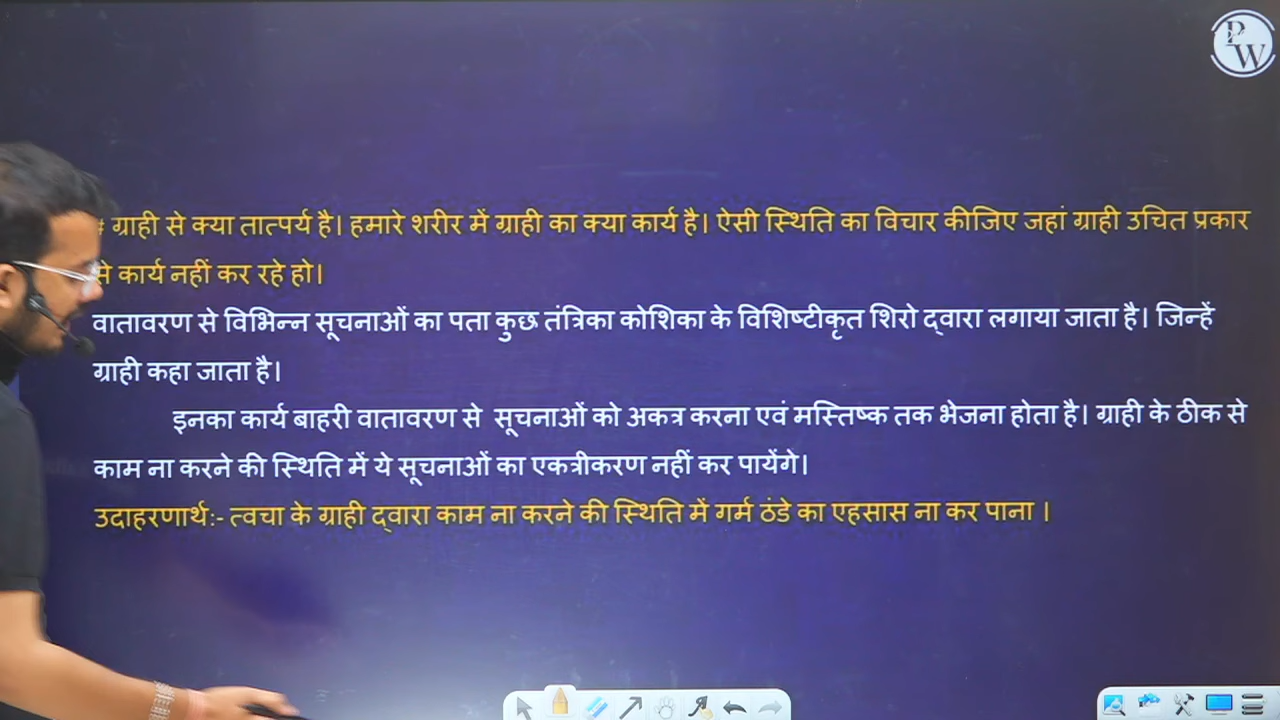 PW
# ग्राही से क्या तात्पर्य है। हमारे शरीर में ग्राही का क्या कार्य है। ऐसी स्थिति का विचार कीजिए जहां ग्राही उचित प्रकार
से कार्य नहीं कर रहे हो।
वातावरण से विभिन्न सूचनाओं का पता कुछ तंत्रिका कोशिका के विशिष्टीकृत शिरो द्वारा लगाया जाता है। जिन्हें
ग्राही कहा जाता है।
इनका कार्य बाहरी वातावरण से सूचनाओं को अकत्र करना एवं मस्तिष्क तक भेजना होता है। ग्राही के ठीक से
काम ना करने की स्थिति में ये सूचनाओं का एकत्रीकरण नहीं कर पायेंगे।
उदाहरणार्थ:- त्वचा के ग्राही द्वारा काम ना करने की स्थिति में गर्म ठंडे का एहसास ना कर पाना ।